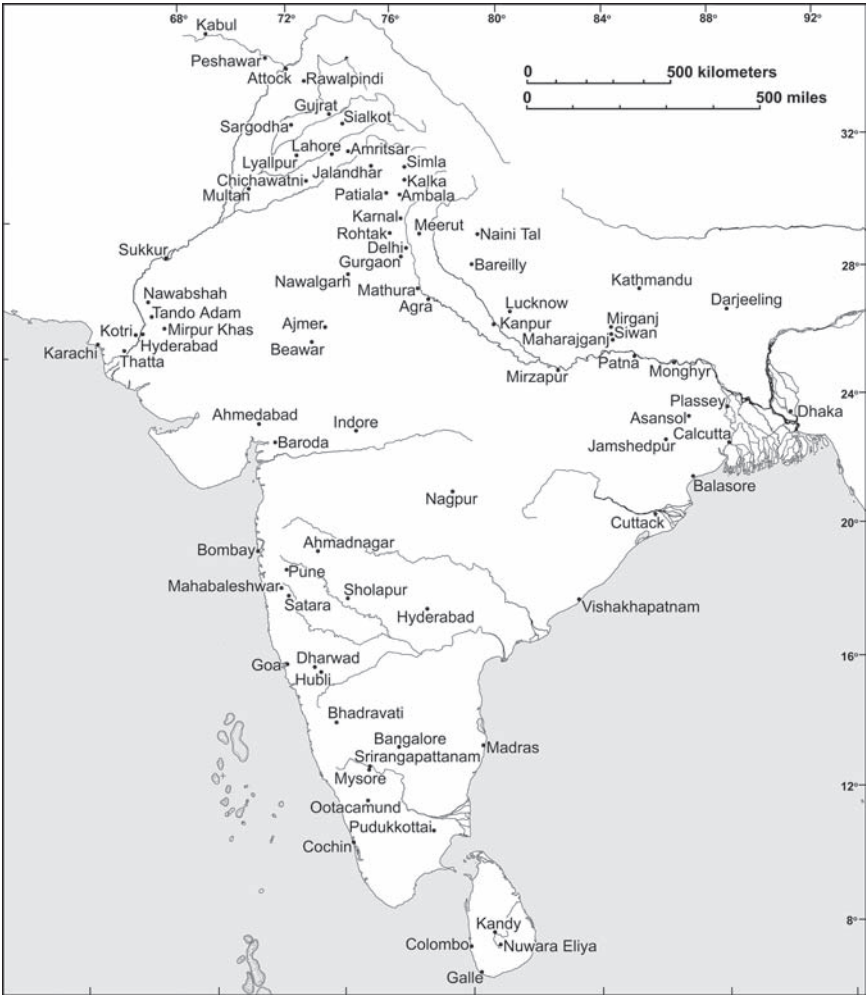 68°
72°
76°
80°
84°
88°
92°
Kabul
Peshawar
Attock
Rawalpindi
0
500 kilometers
0
500 miles
Gujrat
Sialkot
Sargodha
32°
Lahore
Amritsar
Lyallpur
Simla
Chichawatni
Jalandhar
Kalka
Multan
Patiala
Ambala
Karnal
Meerut
Rohtak
Naini Tal
Delhi
Sukkur
Gurgaon
Bareilly
28°
Nawalgarh
Kathmandu
Mathura
Nawabshah
Lucknow
Darjeeling
Agra
Tando Adam
Mirganj
Kotri
Mirpur Khas
Ajmer
Kanpur
Siwan
Hyderabad
Maharajganj
Karachi
Beawar
Thatta
Patna
Monghyr
Mirzapur
24°
Plassey
Dhaka
Ahmedabad
Indore
Asansol
Calcutta
Baroda
Jamshedpur
Balasore
Nagpur
20°
Cuttack
Ahmadnagar
Bombay
Pune
Mahabaleshwar
Sholapur
Satara
Hyderabad
Vishakhapatnam
16°
Dharwad
Goa
Hubli
Bhadravati
Bangalore
Madras
Srirangapattanam
Mysore
12°
Ootacamund
Pudukkottai
Cochin
8°
Kandy
Colombo
Nuwara Eliya
Galle